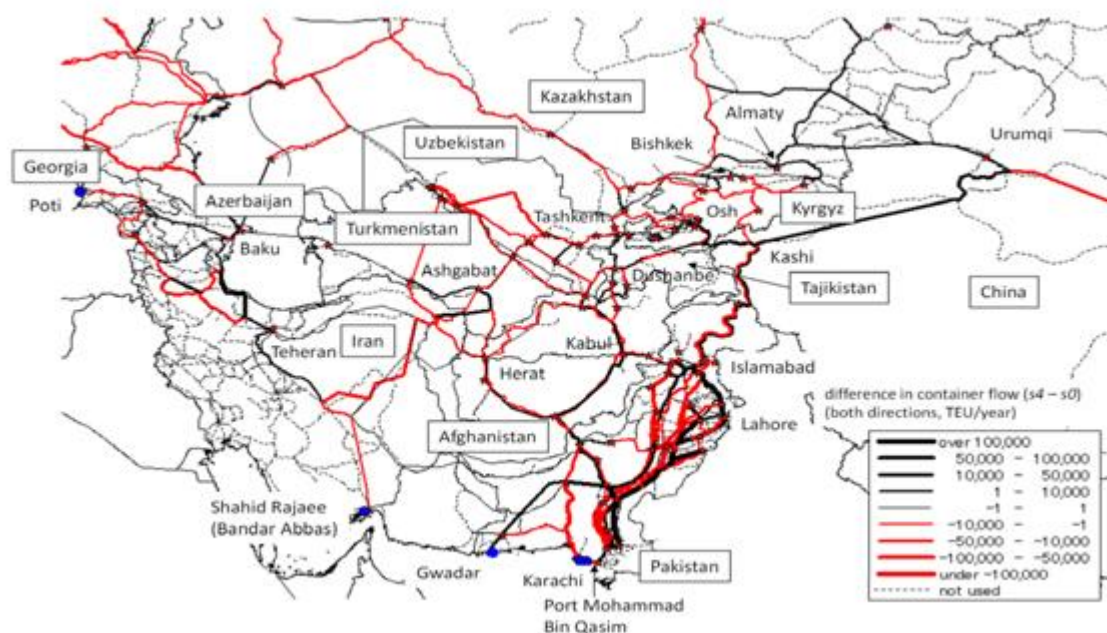 Kazakhstan
Almaty
Urumqi
Bishkek
Uzbekistan
Georgia
Poti
Azerbaijan
Osh
Kyrgyz
Tashkent
Turkmenistan
Baku
Kashi
Ashgabat
Dushanbe
Tajikistan
China
Teheran
Iran
Kabul
Islamabad
Herat
Lahore
Afghanistan
Shahid Rajaee
(Bandar Abbas)
Gwadar
Karachi
Pakistan
Port Mohammad
Bin Qasim
difference in container flow (s4 – s0)
(both directions, TEU/year)
over 100,000
50,000 – 100,000
10,000 – 50,000
1 – 10,000
-1 – 1
-10,000 – -1
-50,000 – -10,000
-100,000 – -50,000
under -100,000
not used